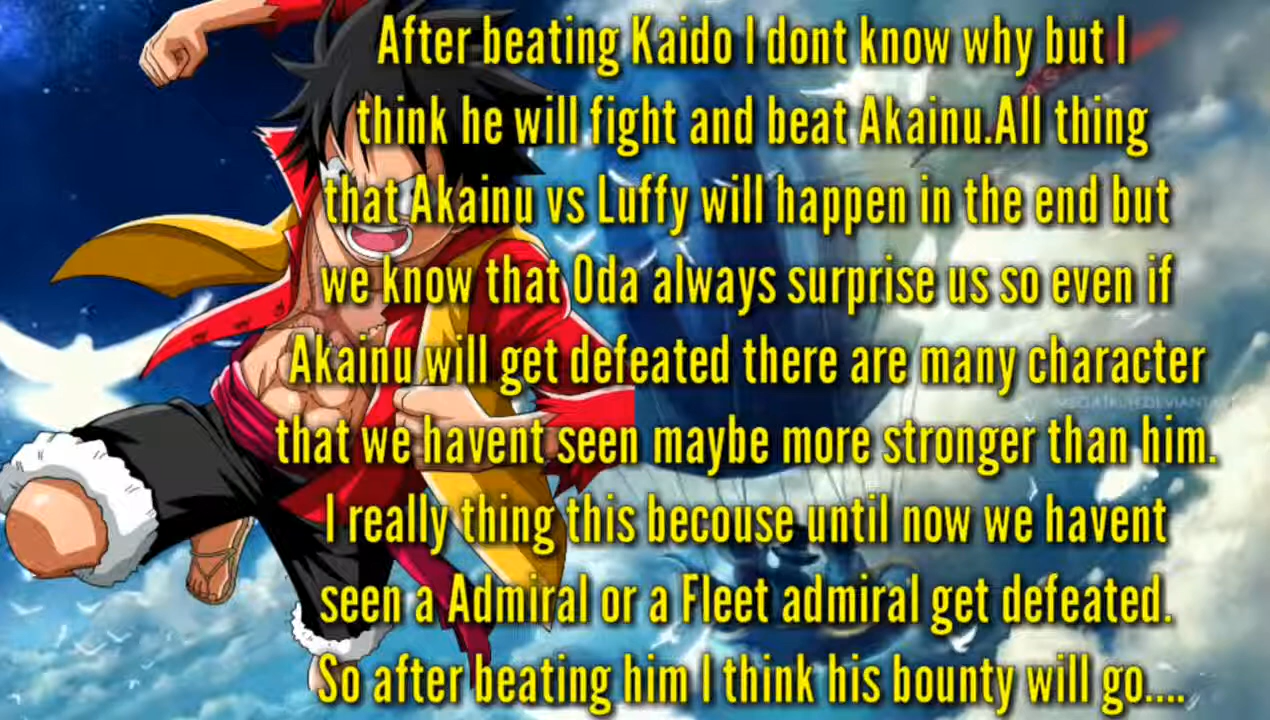 After beating Kaido I dont know why but I
think he will fight and beat Akainu.All thing
that Akainu vs Luffy will happen in the end but
we know that Oda always surprise us so even if
Akainu will get defeated there are many character
that we havent seen maybe more stronger than him.
I really thing this becouse until now we havent
seen a Admiral or a Fleet admiral get defeated.
So after beating him I think his bounty will go....